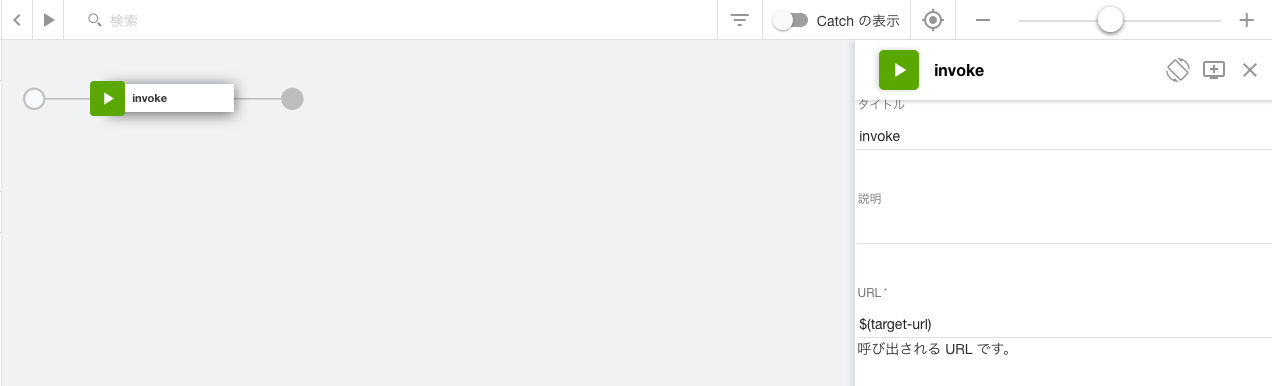 検索
Catch の表示
invoke
invoke
タイトル
invoke
説明
URL *
$(target-url)
呼び出される URL です。